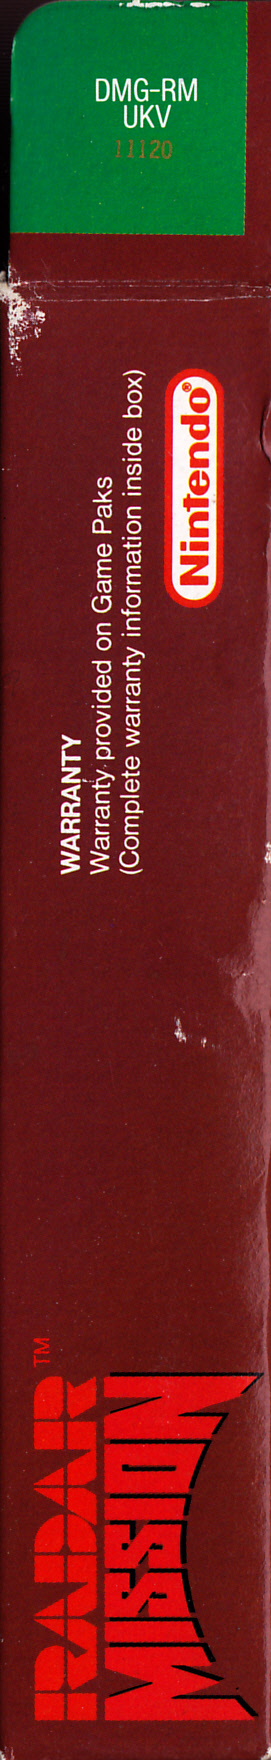 DMG-RM
UKV
11120
WARRANTY
Warranty provided on Game Paks
(Complete warranty information inside box)
Nintendo®
RADAR™
MISSION